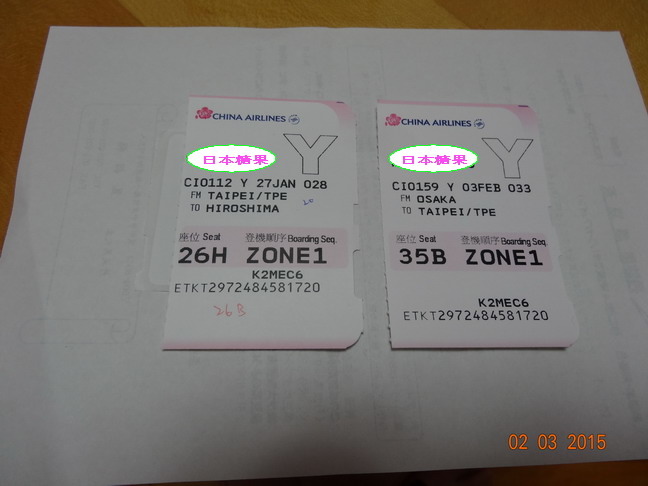 CHINA AIRLINES
Y
日本糖果
CI0112 Y 27JAN 028
FM TAIPEI/TPE
TO HIROSHIMA
座位 Seat 登機順序 Boarding Seq.
26H ZONE1
K2MEC6
ETKT2972484581720
26B
CHINA AIRLINES
Y
日本糖果
CI0159 Y 03FEB 033
FM OSAKA
TO TAIPEI/TPE
座位 Seat 登機順序 Boarding Seq.
35B ZONE1
K2MEC6
ETKT2972484581720
02 03 2015